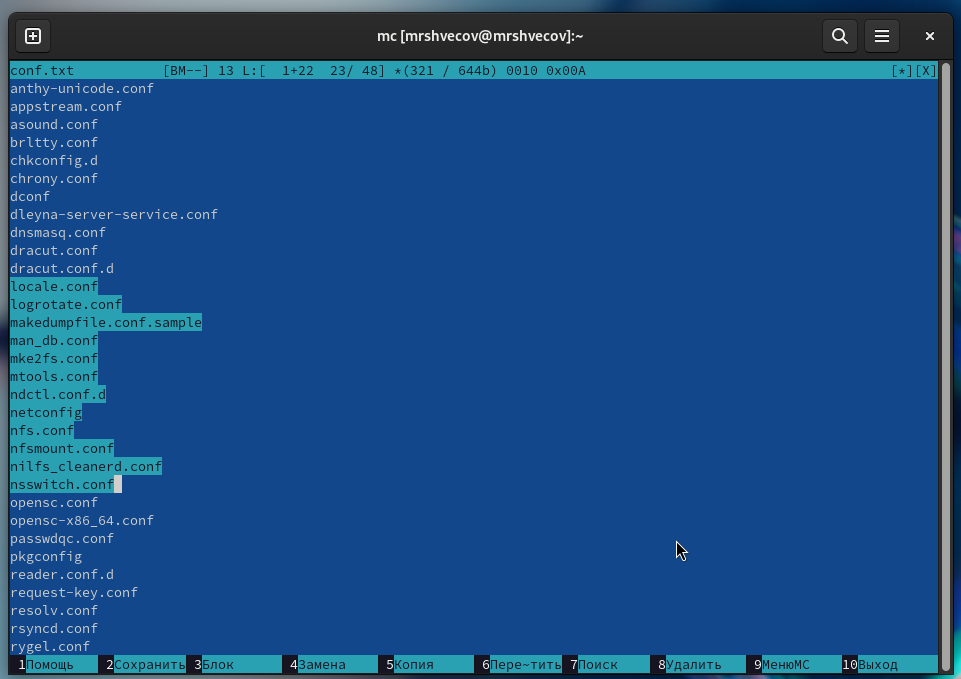 mc [mrshvecov@mrshvecov]:~
conf.txt [BM--] 13 L:[ 1+22 23/ 48] *(321 / 644b) 0010 0x00A [*][X]
anthy-unicode.conf
appstream.conf
asound.conf
brltty.conf
chkconfig.d
chrony.conf
dconf
dleyna-server-service.conf
dnsmasq.conf
dracut.conf
dracut.conf.d
locale.conf
logrotate.conf
makedumpfile.conf.sample
man_db.conf
mke2fs.conf
mtools.conf
ndctl.conf.d
netconfig
nfs.conf
nfsmount.conf
nilfs_cleanerd.conf
nsswitch.conf
opensc.conf
opensc-x86_64.conf
passwdqc.conf
pkgconfig
reader.conf.d
request-key.conf
resolv.conf
rsyncd.conf
rygel.conf
1Помощь 2Сохранить 3Блок 4Замена 5Копия 6Пере~тить 7Поиск 8Удалить 9МенюMC 10Выход